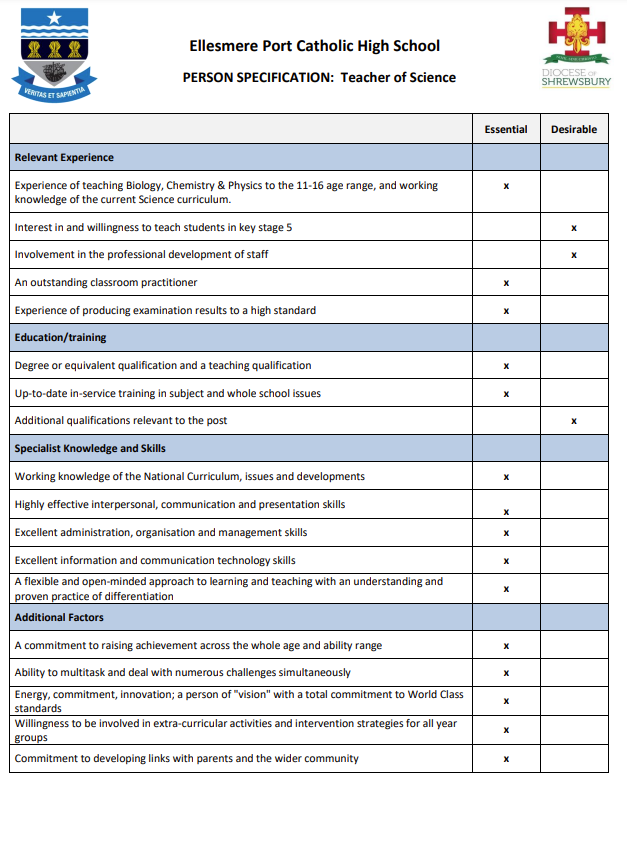 Ellesmere Port Catholic High School
PERSON SPECIFICATION: Teacher of Science
VERITAS ET SAPIENTIA
DIOCESE OF
SHREWSBURY
Essential Desirable
Relevant Experience
Experience of teaching Biology, Chemistry & Physics to the 11-16 age range, and working x
knowledge of the current Science curriculum.
Interest in and willingness to teach students in key stage 5 x
Involvement in the professional development of staff x
An outstanding classroom practitioner x
Experience of producing examination results to a high standard x
Education/training
Degree or equivalent qualification and a teaching qualification x
Up-to-date in-service training in subject and whole school issues x
Additional qualifications relevant to the post x
Specialist Knowledge and Skills
Working knowledge of the National Curriculum, issues and developments x
Highly effective interpersonal, communication and presentation skills x
Excellent administration, organisation and management skills x
Excellent information and communication technology skills x
A flexible and open-minded approach to learning and teaching with an understanding and x
proven practice of differentiation
Additional Factors
A commitment to raising achievement across the whole age and ability range x
Ability to multitask and deal with numerous challenges simultaneously x
Energy, commitment, innovation; a person of "vision" with a total commitment to World Class x
standards
Willingness to be involved in extra-curricular activities and intervention strategies for all year x
groups
Commitment to developing links with parents and the wider community x